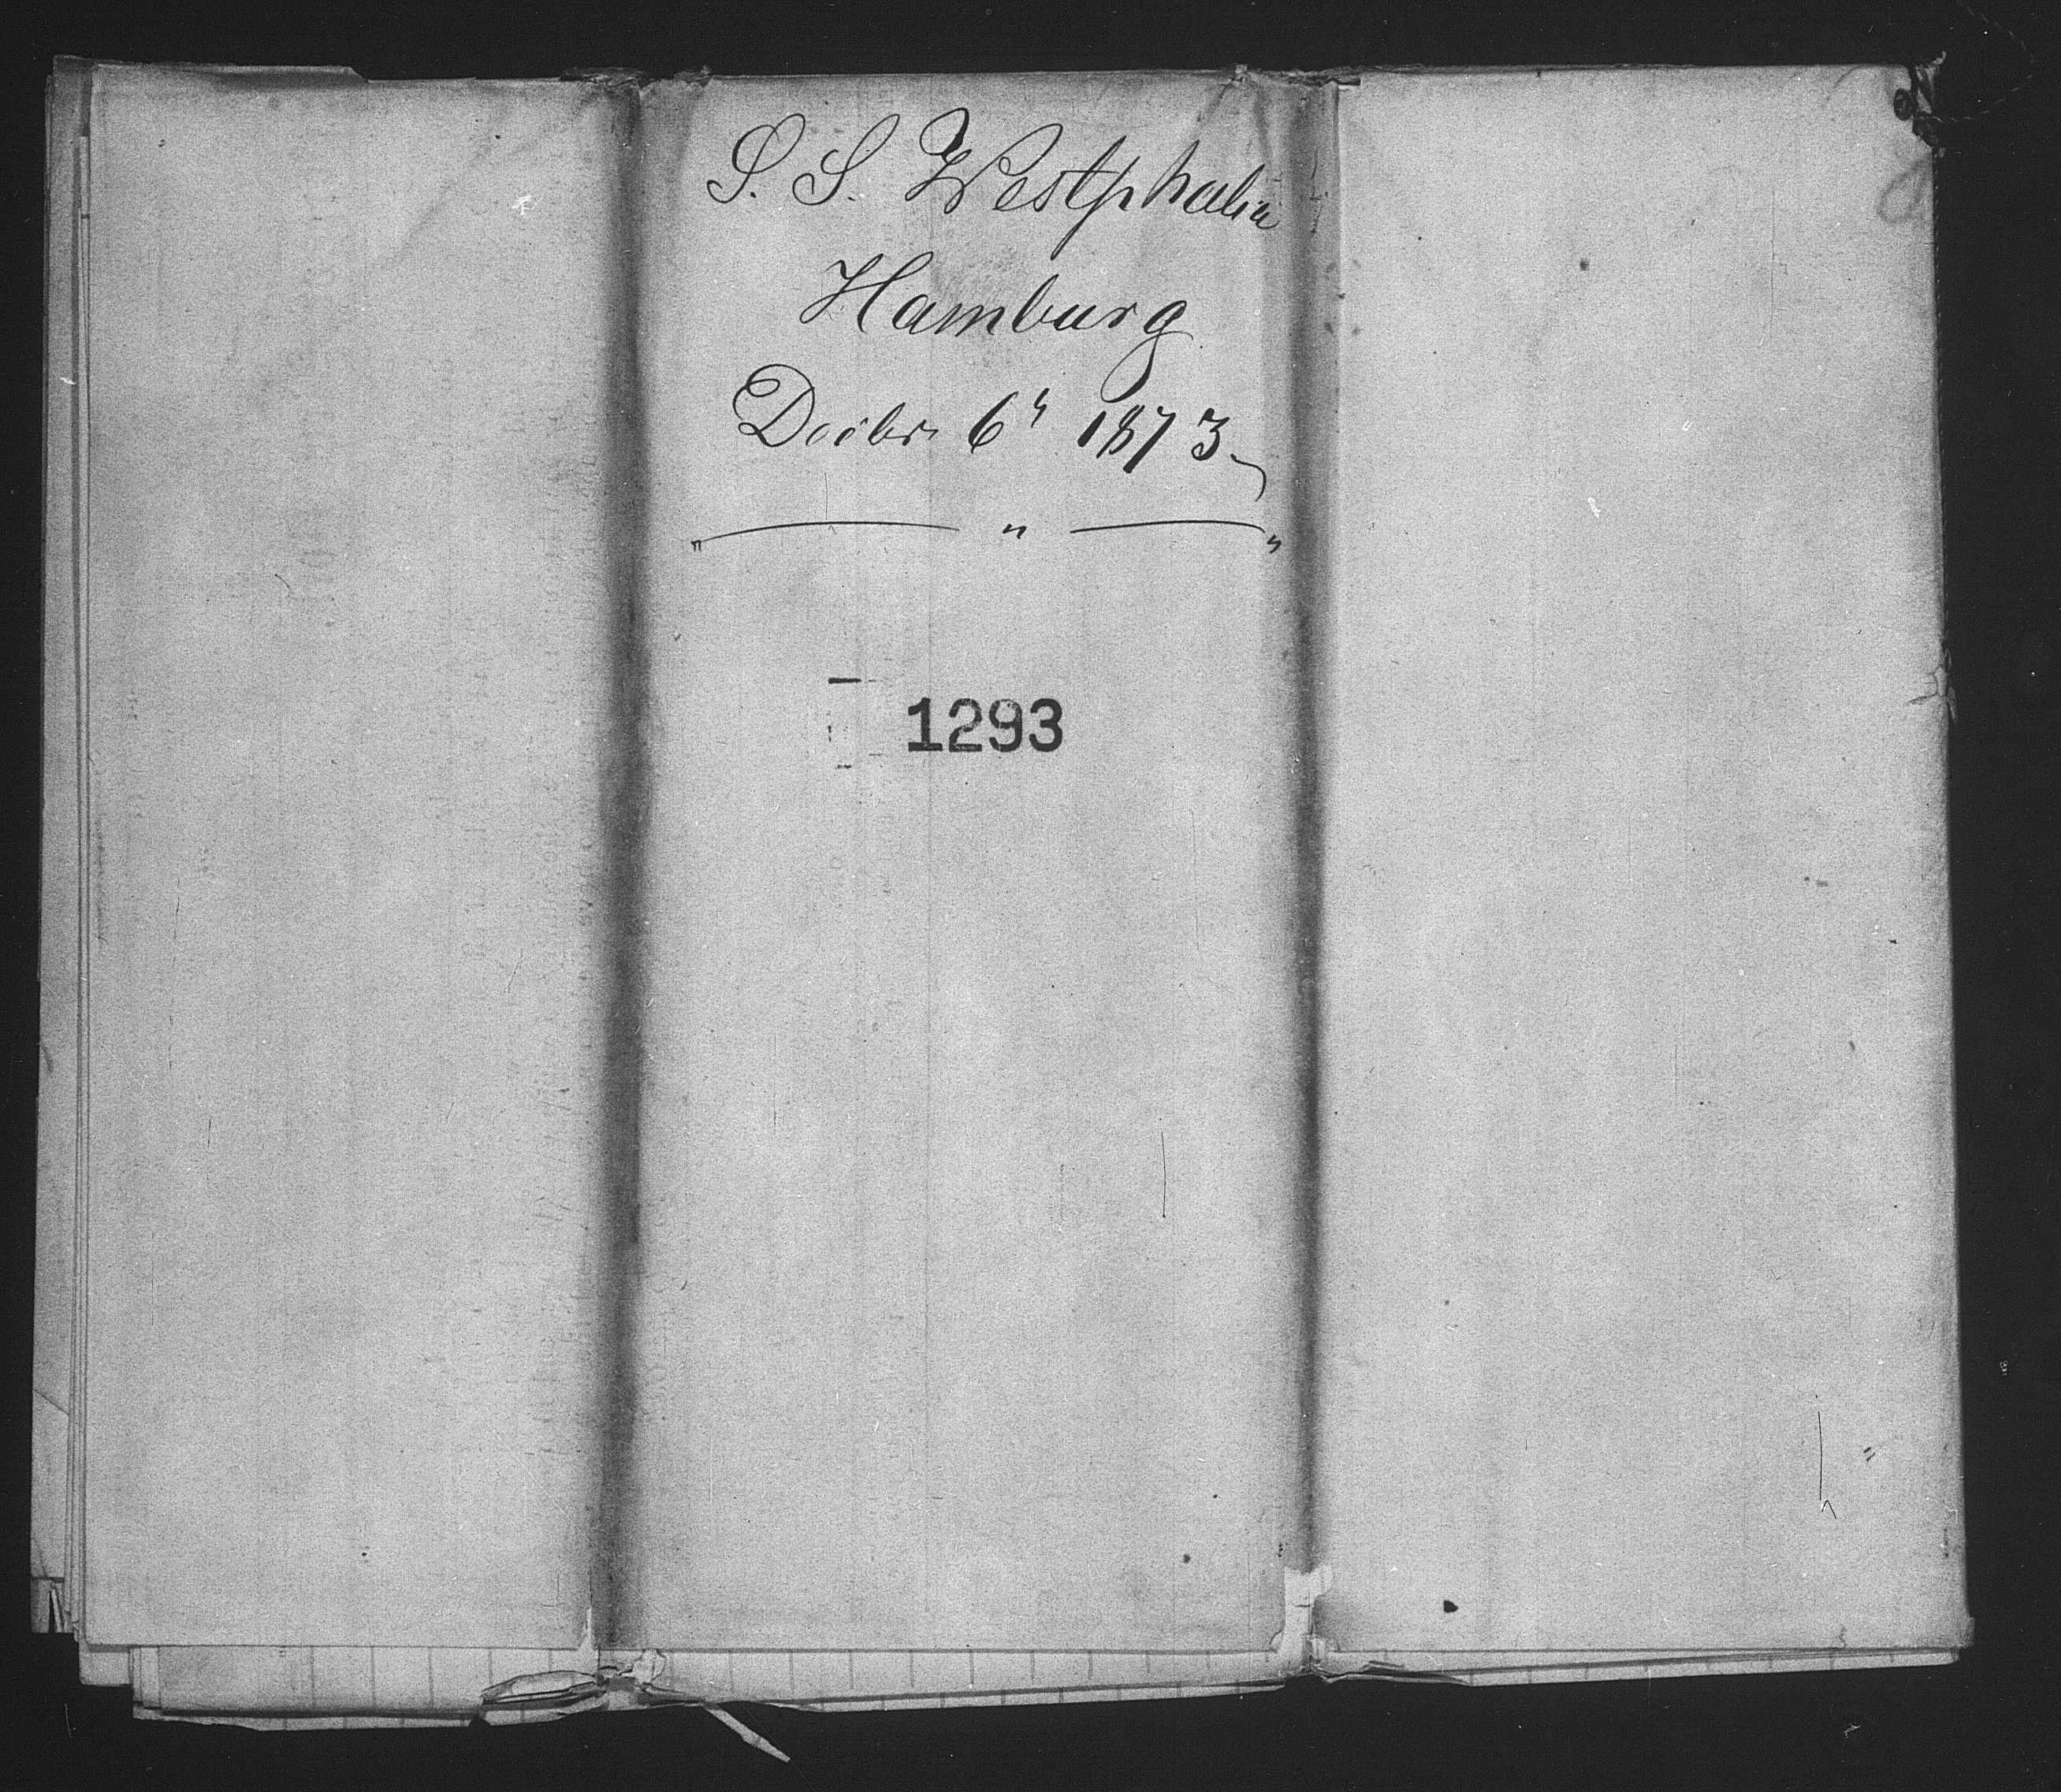 S. S. Westphalia
Hamburg
Decbr 6th 1873
1293